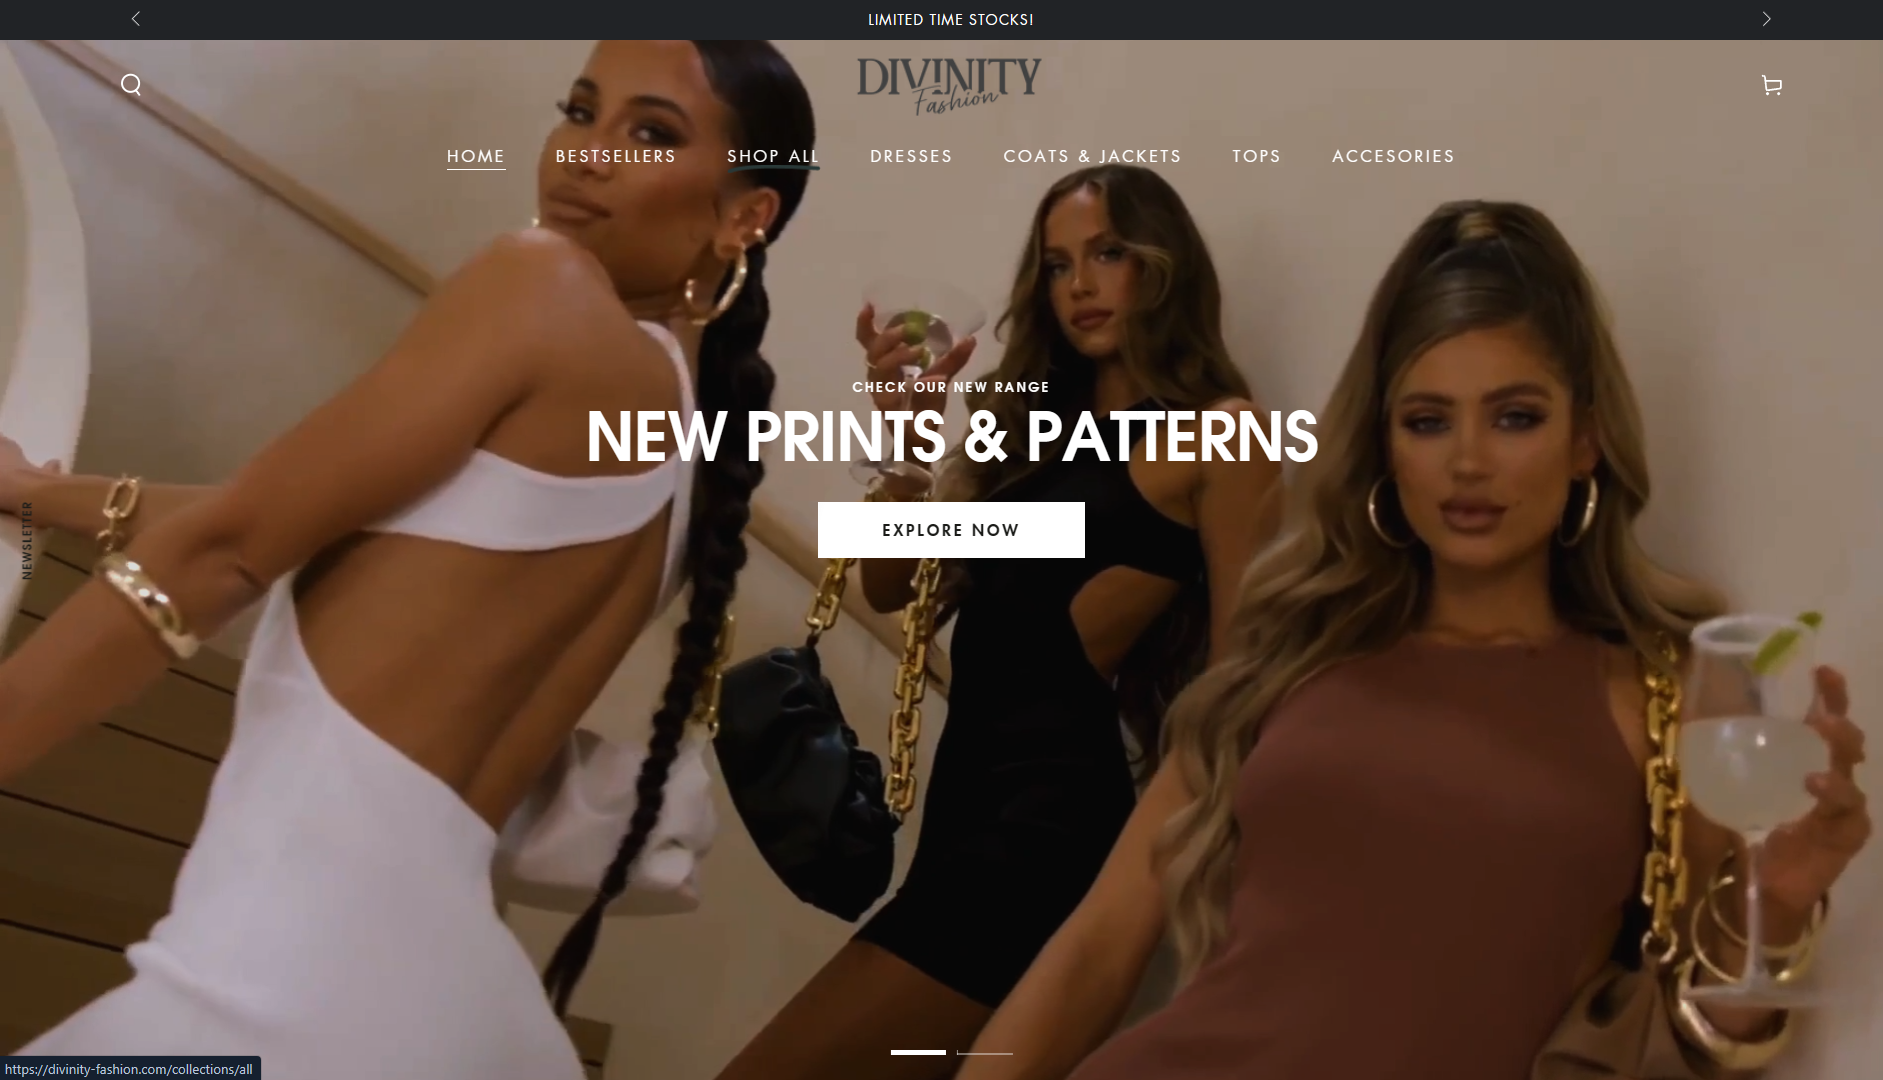 LIMITED TIME STOCKS!
DIVINITY
Fashion
HOME BESTSELLERS SHOP ALL DRESSES COATS & JACKETS TOPS ACCESORIES
CHECK OUR NEW RANGE
NEW PRINTS & PATTERNS
EXPLORE NOW
NEWSLETTER
https://divinity-fashion.com/collections/all